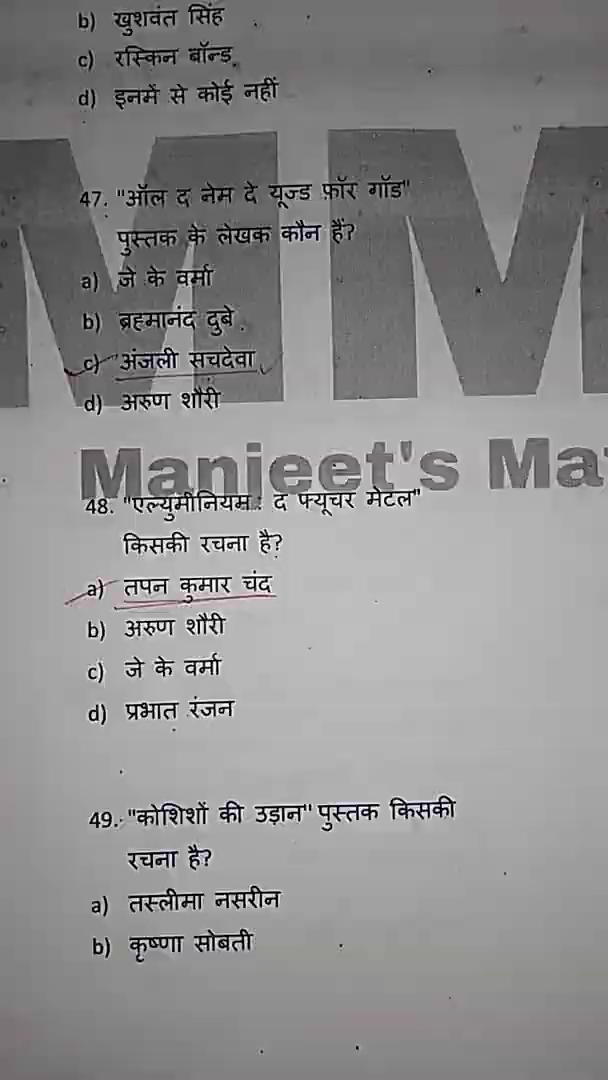 b) खुशवंत सिंह
c) रस्किन बॉन्ड
d) इनमें से कोई नहीं
47. "ऑल द नेम दे यूज्ड फ़ॉर गॉड"
पुस्तक के लेखक कौन हैं?
a) जे के वर्मा
b) ब्रह्मानंद दुबे
c) अंजली सचदेवा
d) अरुण शौरी
MM
Manjeet's Ma
48. "एल्युमीनियम : द फ्यूचर मेटल"
किसकी रचना है?
a) तपन कुमार चंद
b) अरुण शौरी
c) जे के वर्मा
d) प्रभात रंजन
49. "कोशिशों की उड़ान" पुस्तक किसकी
रचना है?
a) तस्लीमा नसरीन
b) कृष्णा सोबती